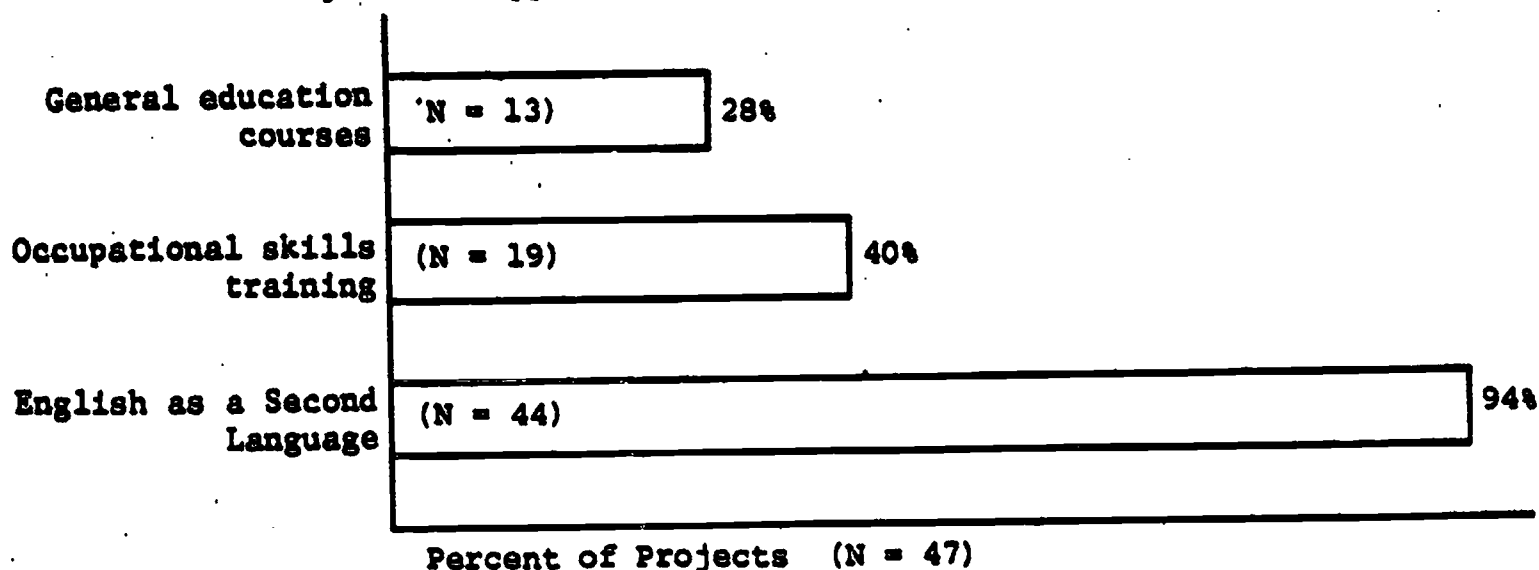 General education
courses
'N = 13)
28%
Occupational skills
training
(N = 19)
40%
English as a Second
Language
(N = 44)
94%
Percent of Projects (N = 47)